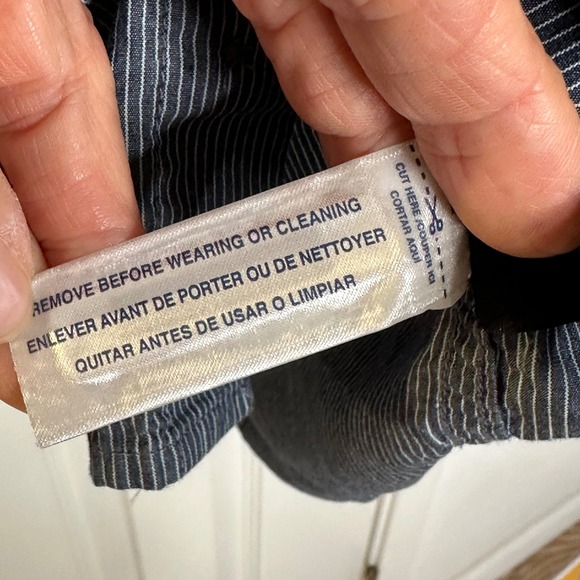 REMOVE BEFORE WEARING OR CLEANING
ENLEVER AVANT DE PORTER OU DE NETTOYER
QUITAR ANTES DE USAR O LIMPIAR
CUT HERE /COUPER ICI
CORTAR AQUÍ